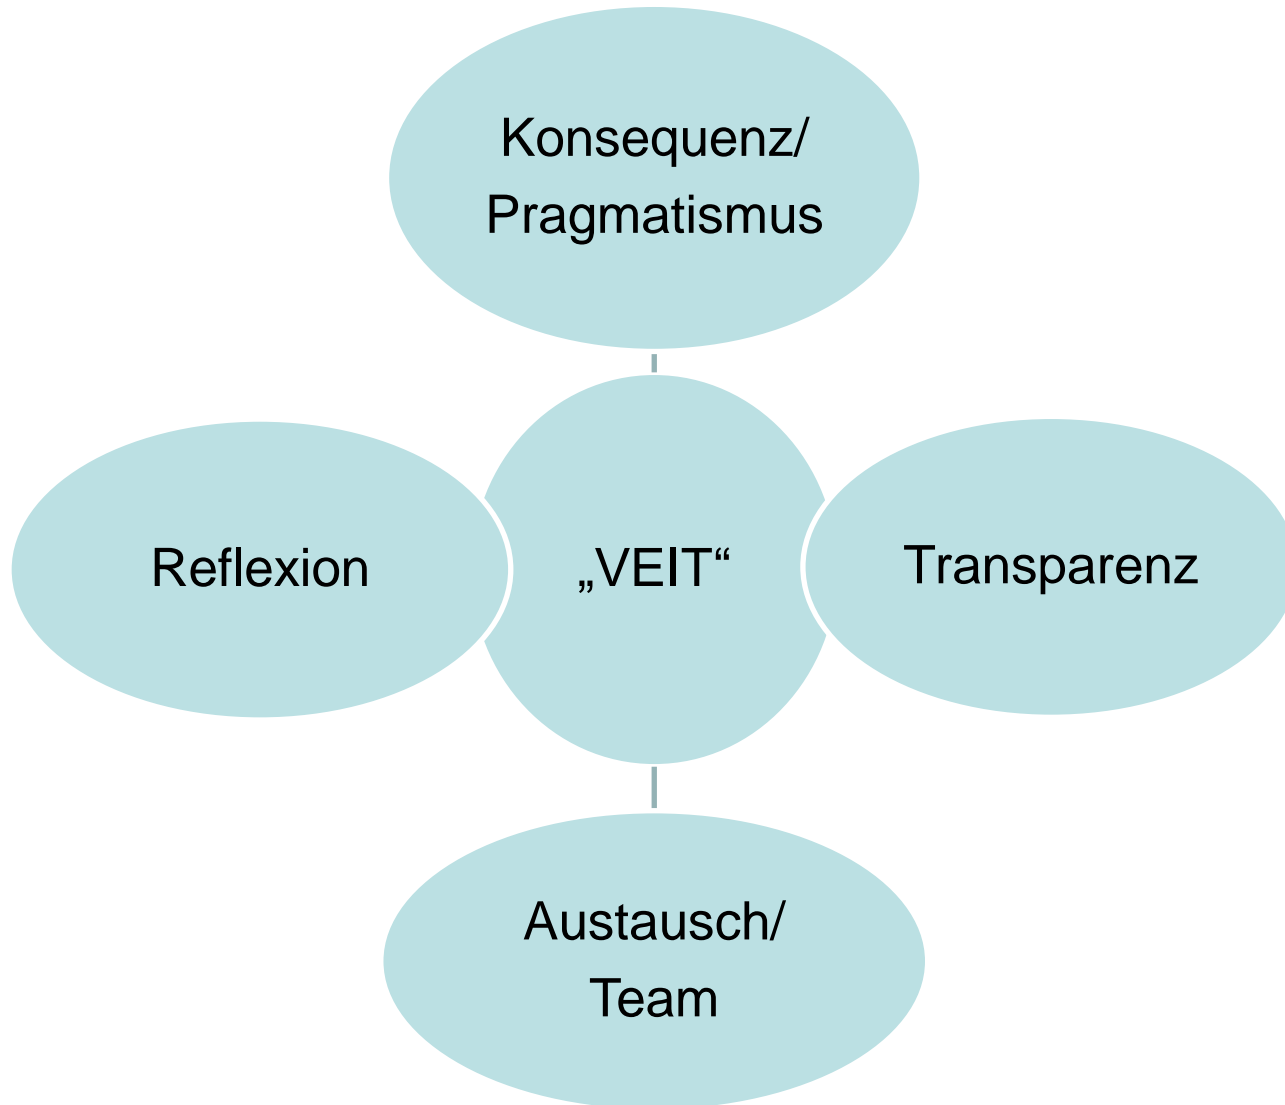 Konsequenz/
Pragmatismus
Reflexion
„VEIT“
Transparenz
Austausch/
Team